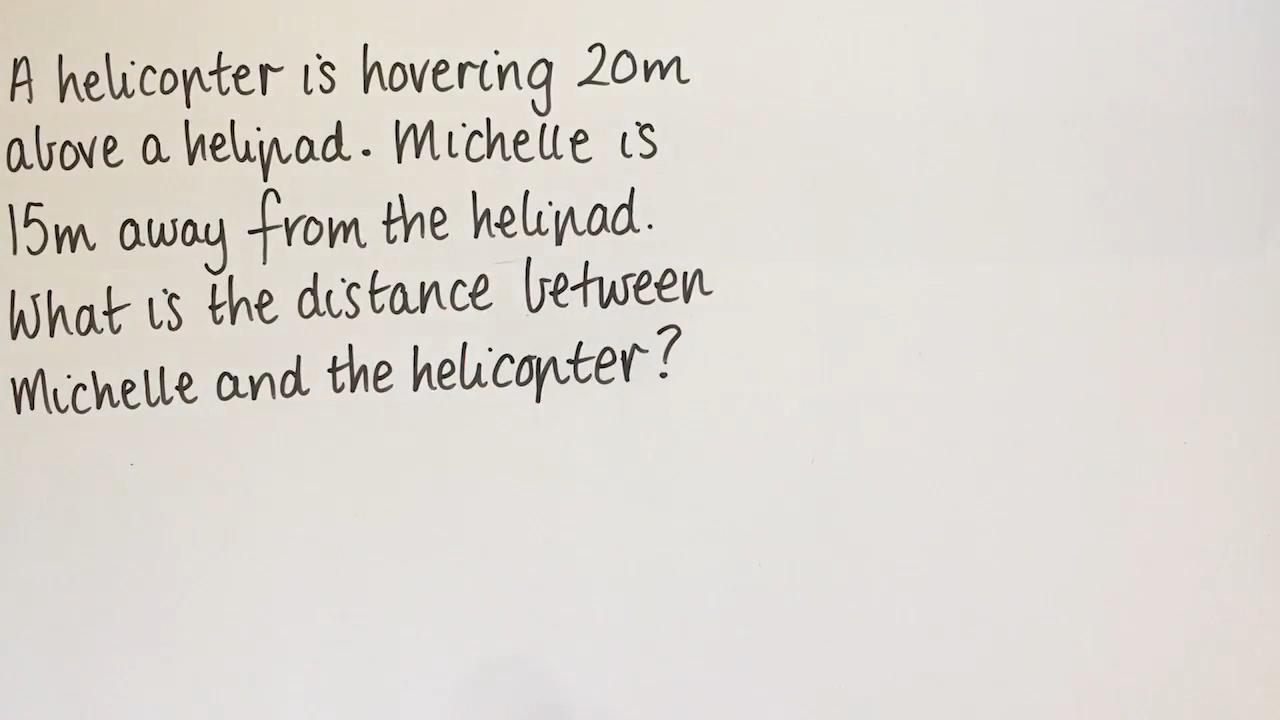 A helicopter is hovering 20m
above a helipad. Michelle is
15m away from the helipad.
What is the distance between
Michelle and the helicopter?